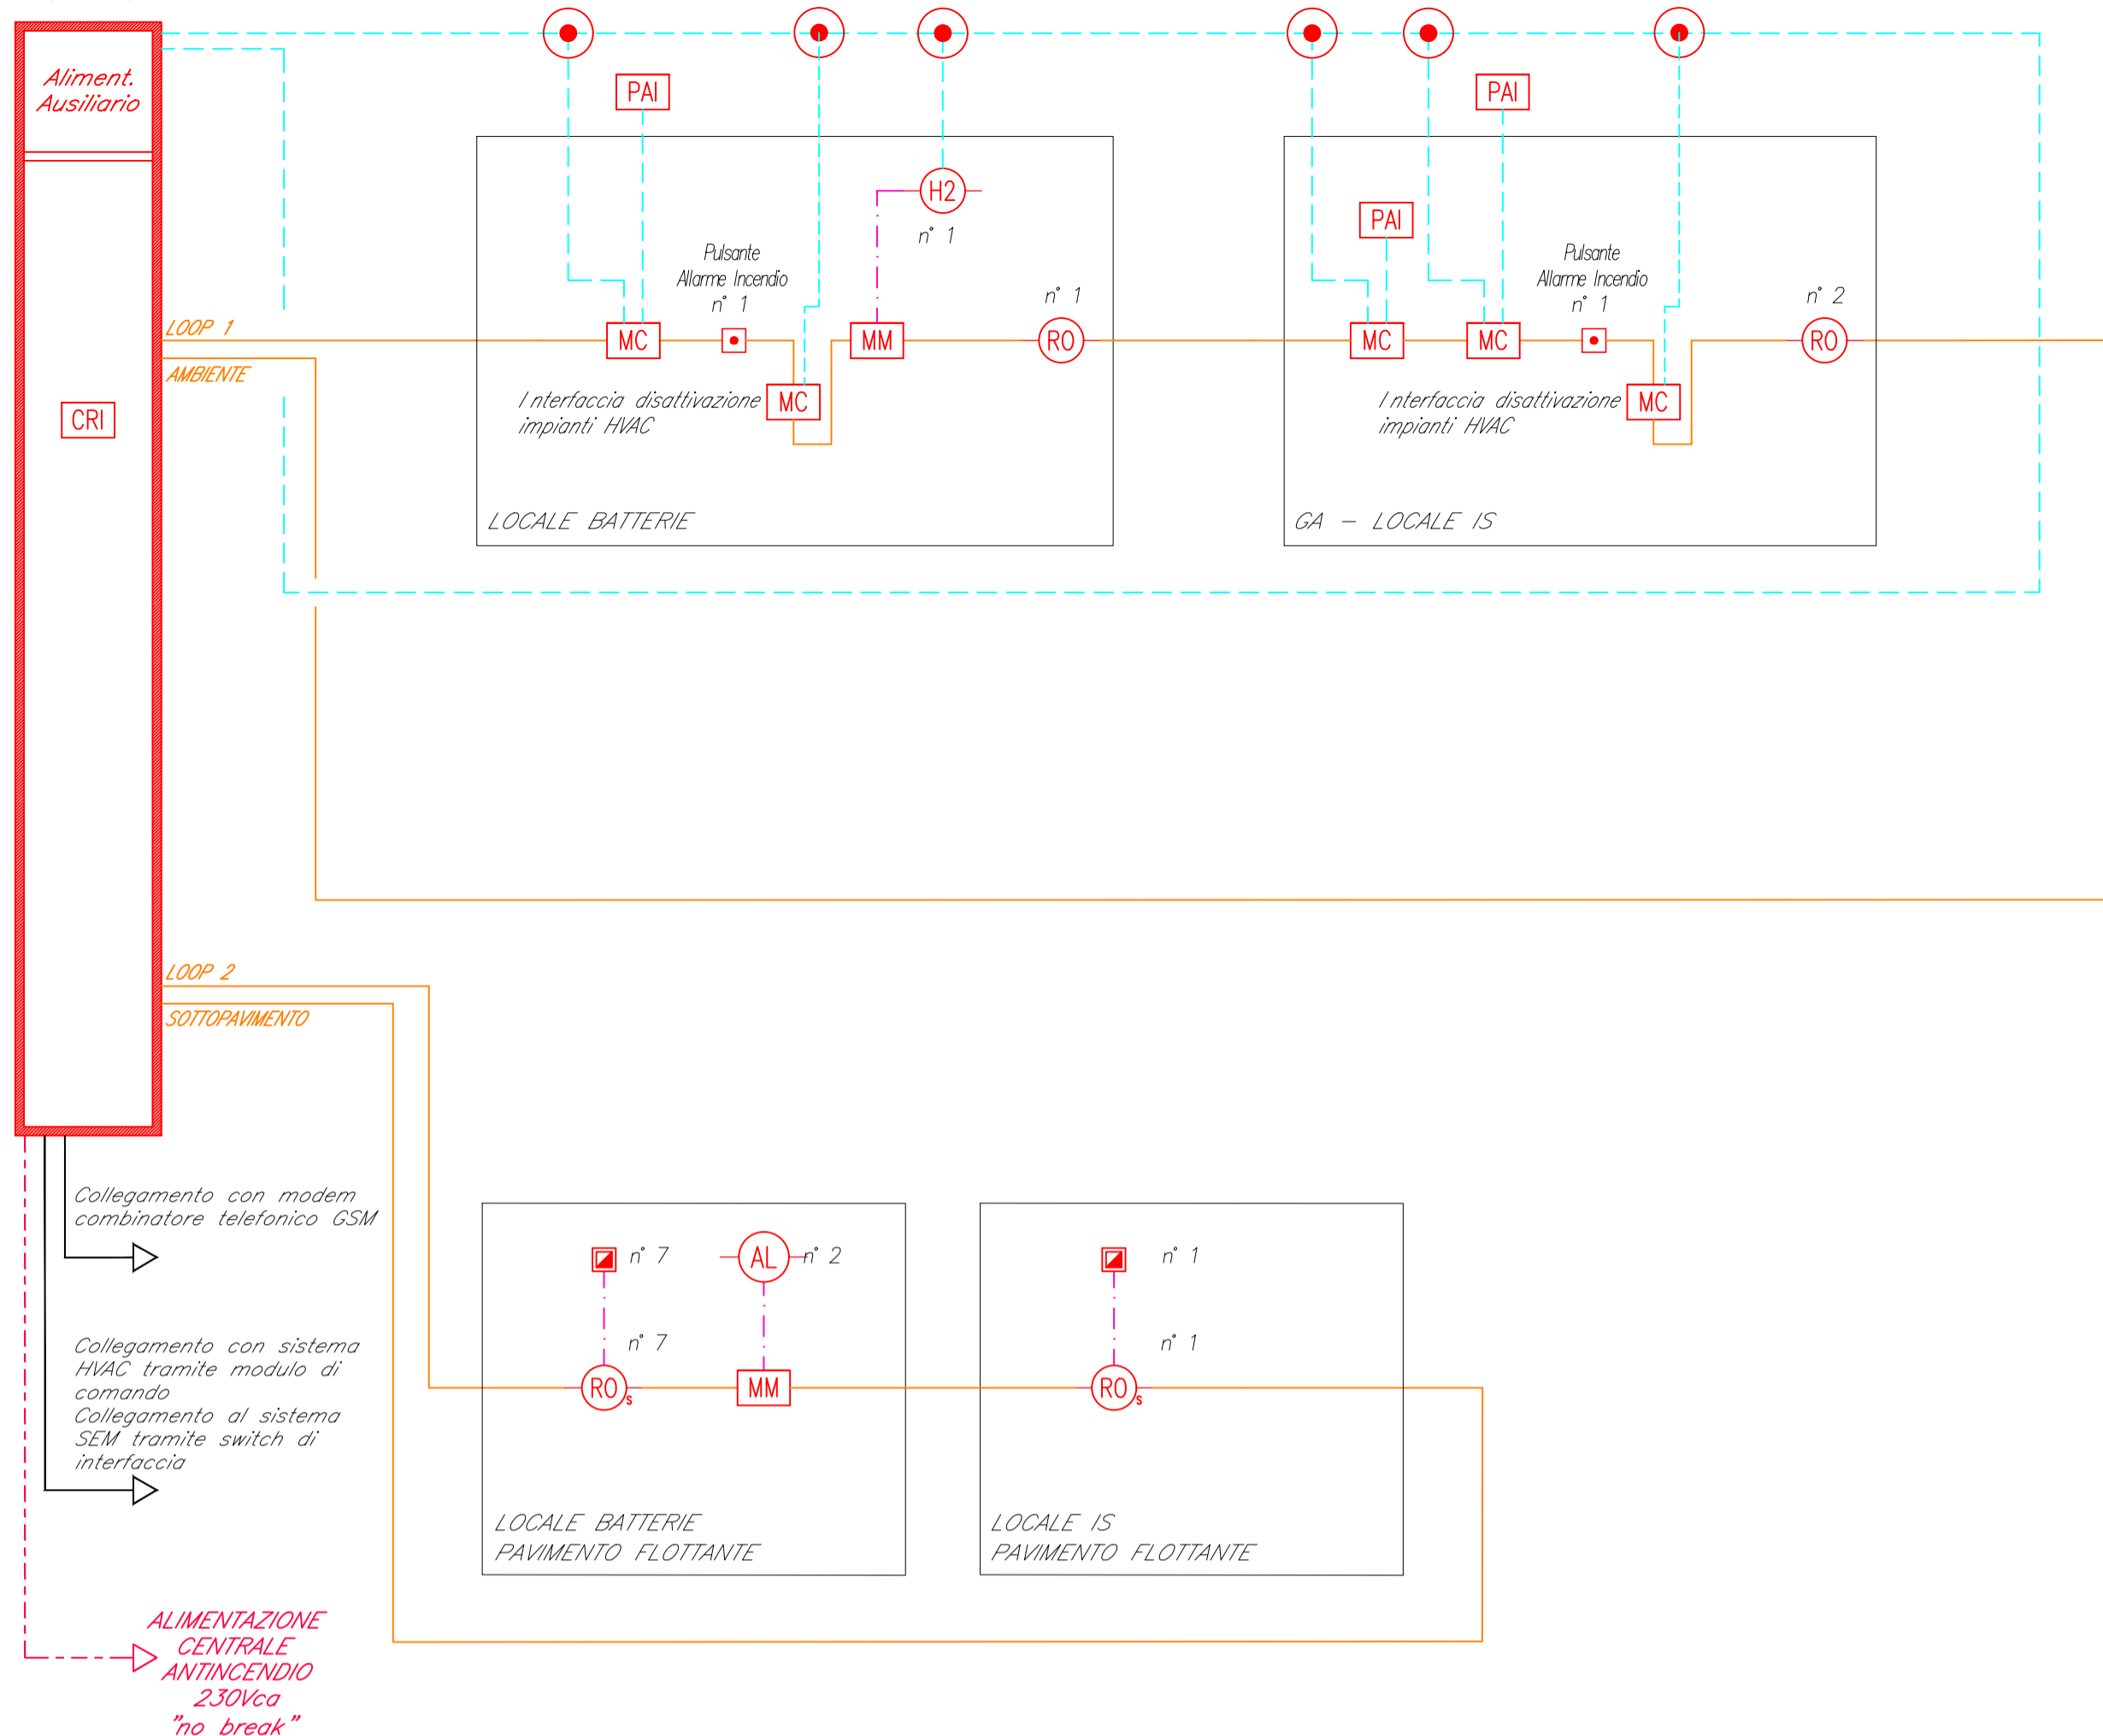 Aliment.
Ausiliario
CRI
LOOP 1
AMBIENTE
PAI
H2
n° 1
Pulsante
Allarme Incendio
n° 1
n° 1
MC
MM
RO
Interfaccia disattivazione
impianti HVAC
MC
LOCALE BATTERIE
PAI
PAI
Pulsante
Allarme Incendio
n° 1
n° 2
MC
MC
RO
Interfaccia disattivazione
impianti HVAC
MC
GA - LOCALE IS
LOOP 2
SOTTOPAVIMENTO
Collegamento con modem
combinatore telefonico GSM
Collegamento con sistema
HVAC tramite modulo di
comando
Collegamento al sistema
SEM tramite switch di
interfaccia
n° 7
AL
n° 2
n° 7
ROs
MM
LOCALE BATTERIE
PAVIMENTO FLOTTANTE
n° 1
n° 1
ROs
LOCALE IS
PAVIMENTO FLOTTANTE
ALIMENTAZIONE
CENTRALE
ANTINCENDIO
230Vca
"no break"